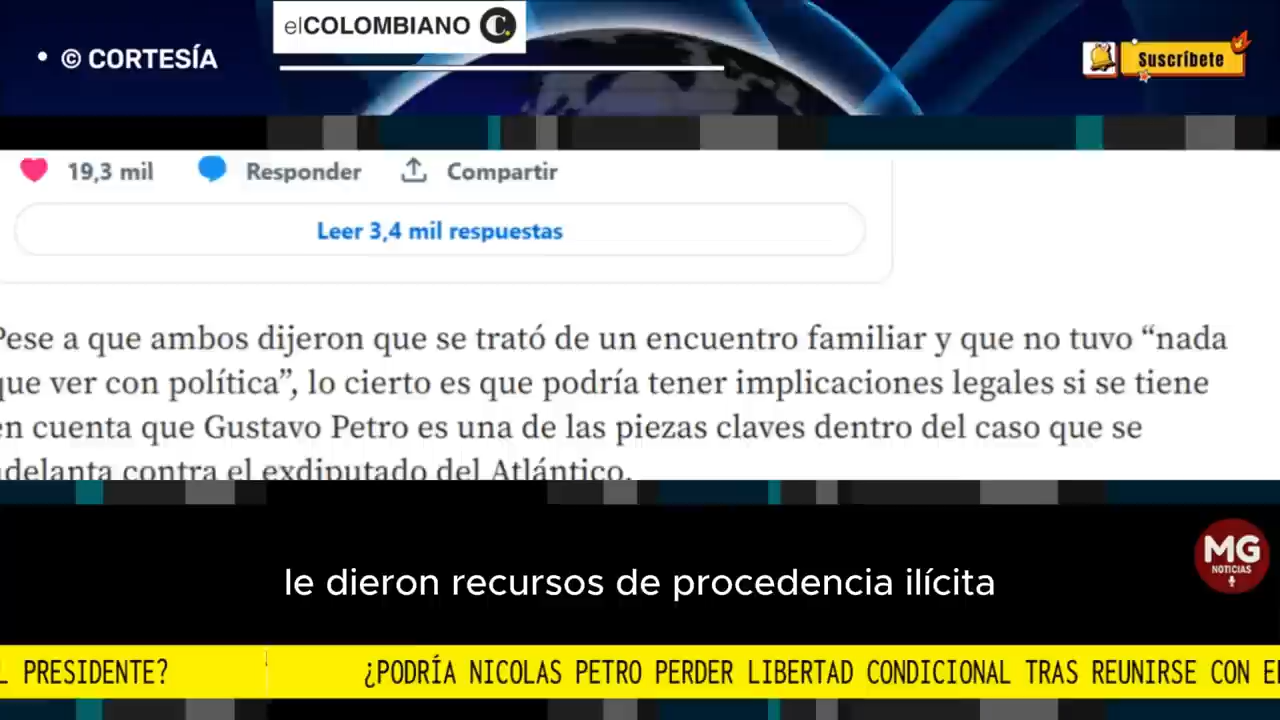 elCOLOMBIANO C.
• © CORTESÍA
Suscríbete
19,3 mil Responder Compartir
Leer 3,4 mil respuestas
Pese a que ambos dijeron que se trató de un encuentro familiar y que no tuvo “nada
que ver con política”, lo cierto es que podría tener implicaciones legales si se tiene
en cuenta que Gustavo Petro es una de las piezas claves dentro del caso que se
adelanta contra el exdiputado del Atlántico.
MG
NOTICIAS
le dieron recursos de procedencia ilícita
L PRESIDENTE? ¿PODRÍA NICOLAS PETRO PERDER LIBERTAD CONDICIONAL TRAS REUNIRSE CON E